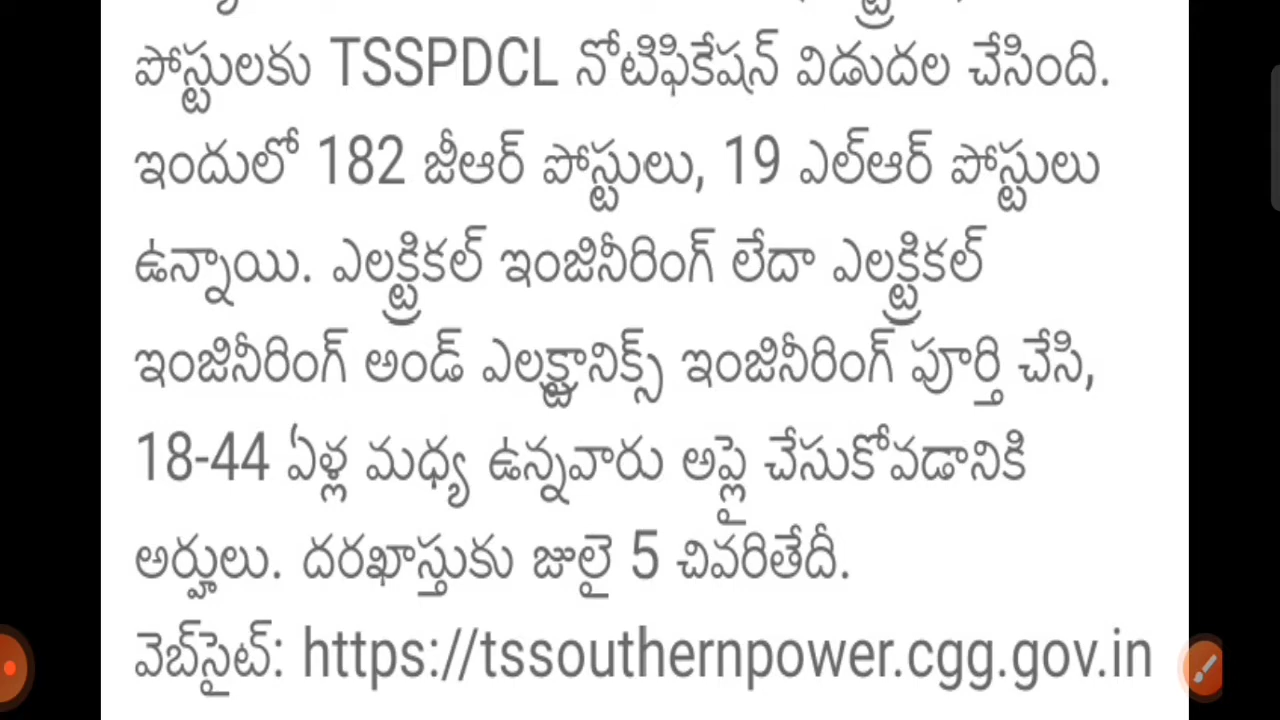 పోస్టులకు TSSPDCL నోటిఫికేషన్ విడుదల చేసింది.
ఇందులో 182 జీఆర్ పోస్టులు, 19 ఎల్ఆర్ పోస్టులు
ఉన్నాయి. ఎలక్ట్రికల్ ఇంజినీరింగ్ లేదా ఎలక్ట్రికల్
ఇంజినీరింగ్ అండ్ ఎలక్ట్రానిక్స్ ఇంజినీరింగ్ పూర్తి చేసి,
18-44 ఏళ్ల మధ్య ఉన్నవారు అప్లై చేసుకోవడానికి
అర్హులు. దరఖాస్తుకు జులై 5 చివరితేదీ.
వెబ్‌సైట్: https://tssouthernpower.cgg.gov.in